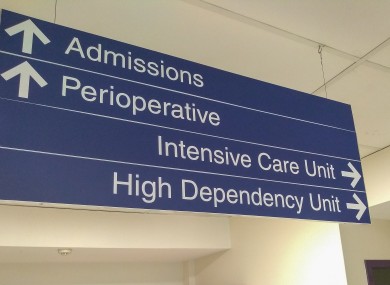 Admissions
Perioperative
Intensive Care Unit
High Dependency Unit